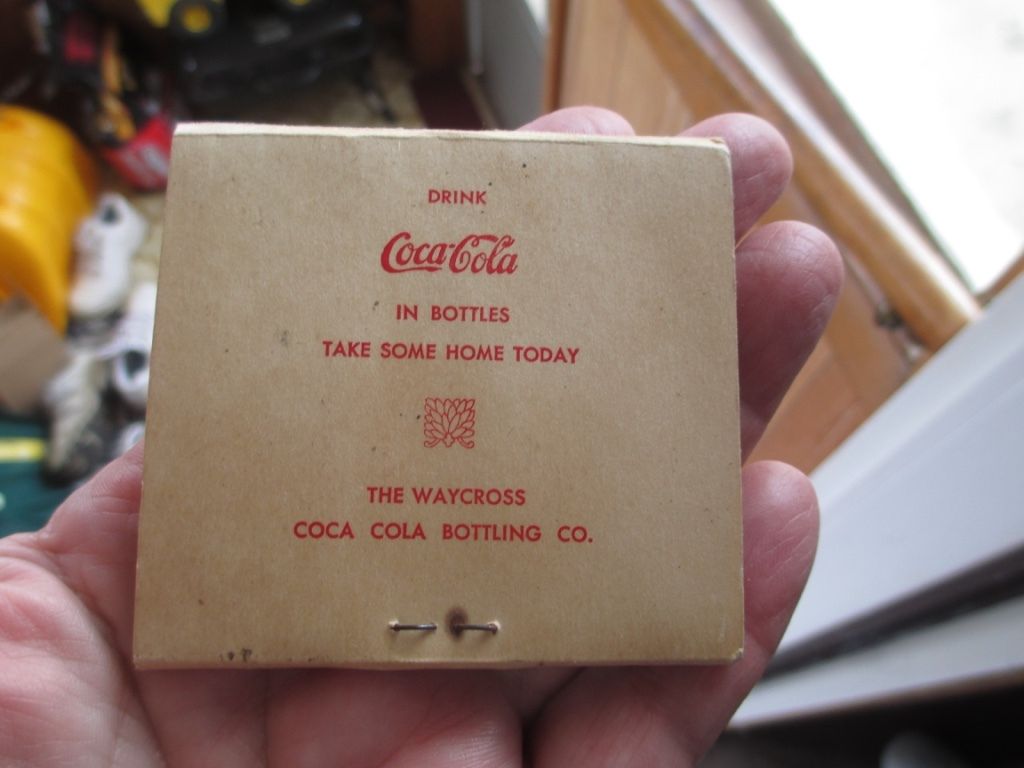 DRINK
Coca-Cola
IN BOTTLES
TAKE SOME HOME TODAY
THE WAYCROSS
COCA COLA BOTTLING CO.